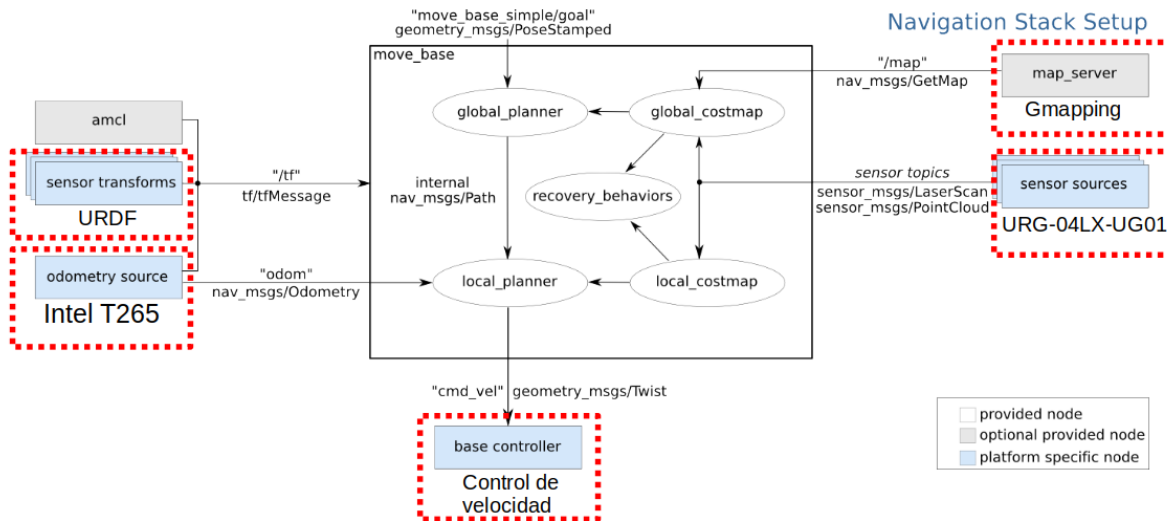 Navigation Stack Setup
"move_base_simple/goal"
geometry_msgs/PoseStamped
move_base
"/map"
nav_msgs/GetMap
map_server
Gmapping
global_planner
global_costmap
amcl
sensor transforms
URDF
"/tf"
tf/tfMessage
internal
nav_msgs/Path
recovery_behaviors
sensor topics
sensor_msgs/LaserScan
sensor_msgs/PointCloud
sensor sources
URG-04LX-UG01
odometry source
Intel T265
"odom"
nav_msgs/Odometry
local_planner
local_costmap
"cmd_vel" geometry_msgs/Twist
base controller
Control de
velocidad
provided node
optional provided node
platform specific node